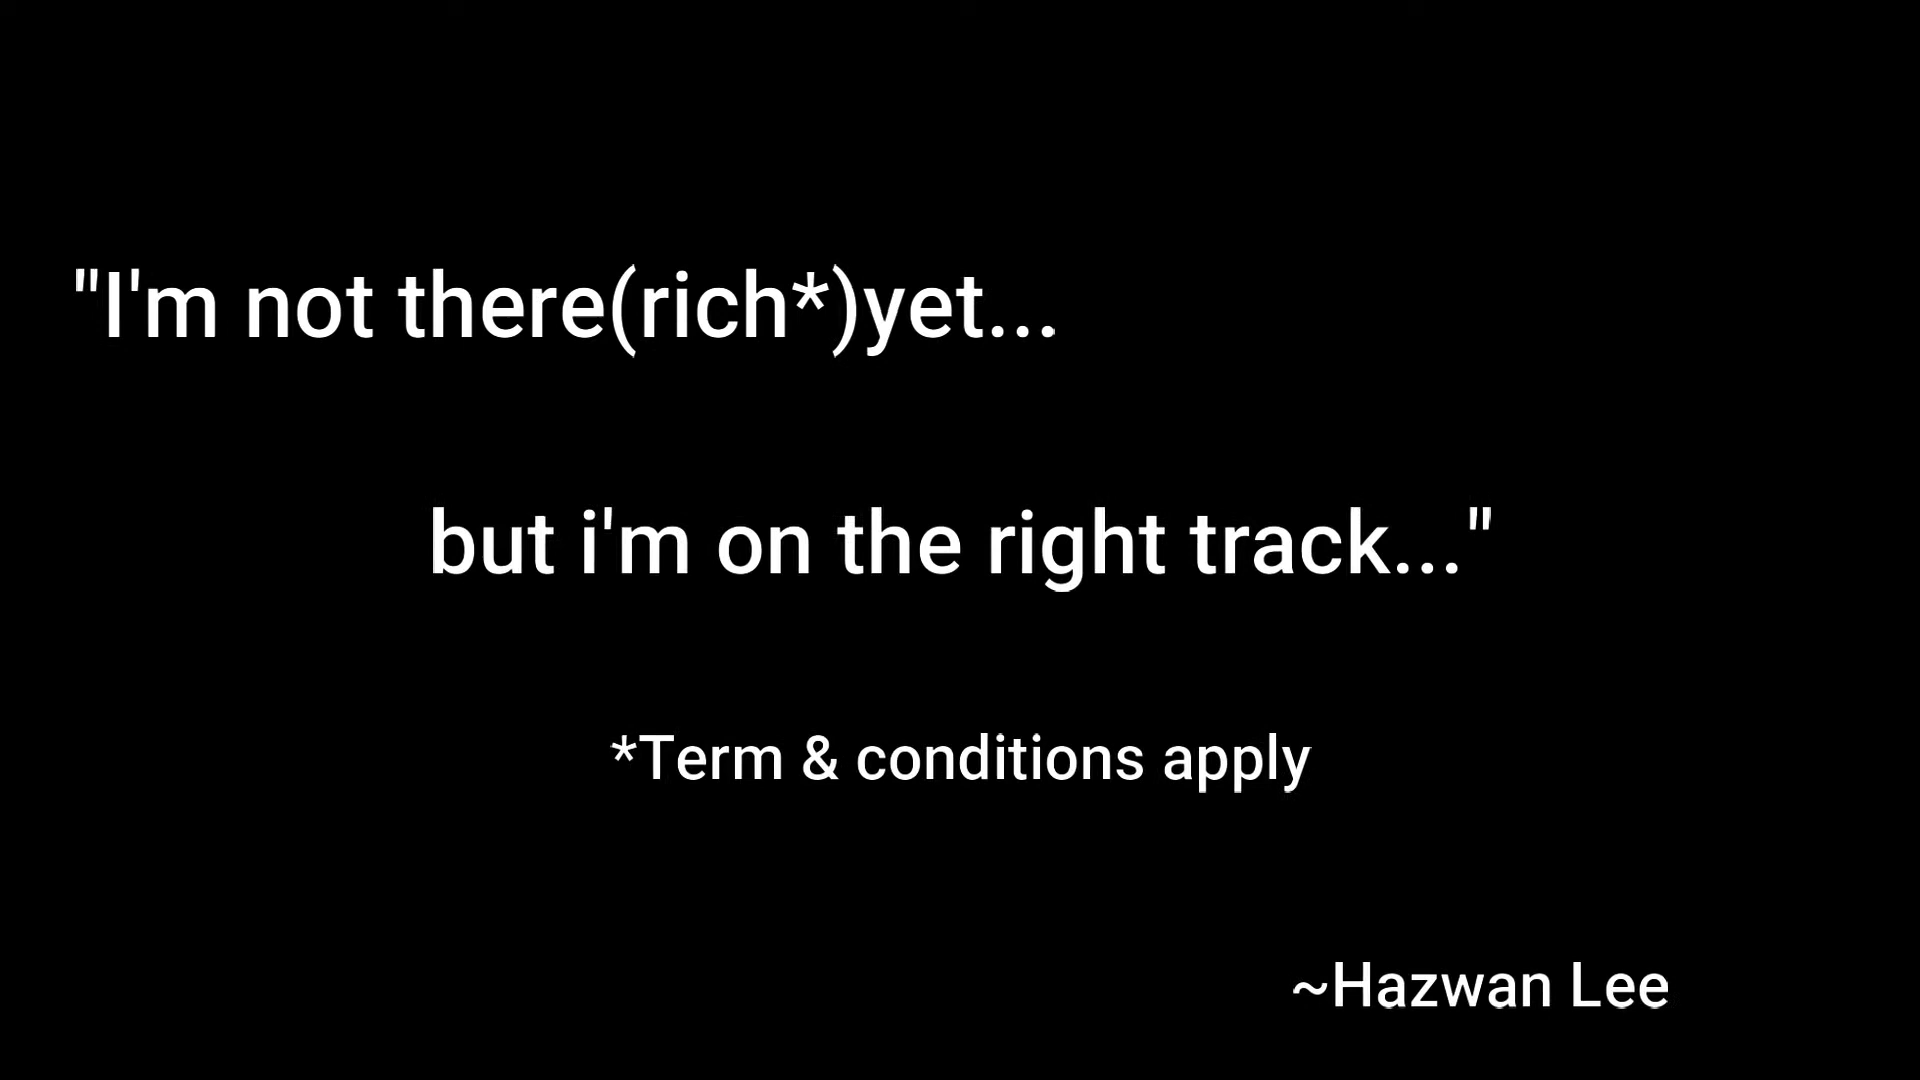 "I'm not there(rich*)yet...
but i'm on the right track..."
*Term & conditions apply
~Hazwan Lee